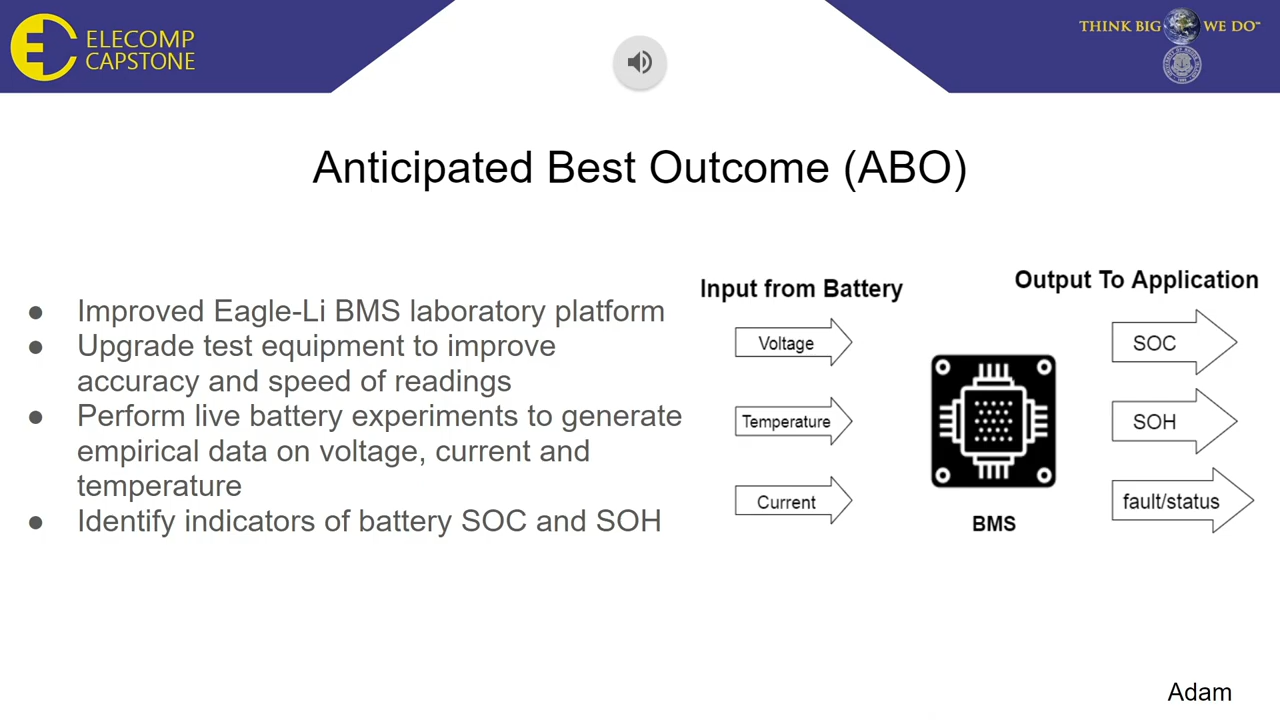 ELECOMP
CAPSTONE
THINK BIG WE DO™
Anticipated Best Outcome (ABO)
● Improved Eagle-Li BMS laboratory platform
● Upgrade test equipment to improve
accuracy and speed of readings
● Perform live battery experiments to generate
empirical data on voltage, current and
temperature
● Identify indicators of battery SOC and SOH
Input from Battery
Voltage
Temperature
Current
BMS
Output To Application
SOC
SOH
fault/status
Adam